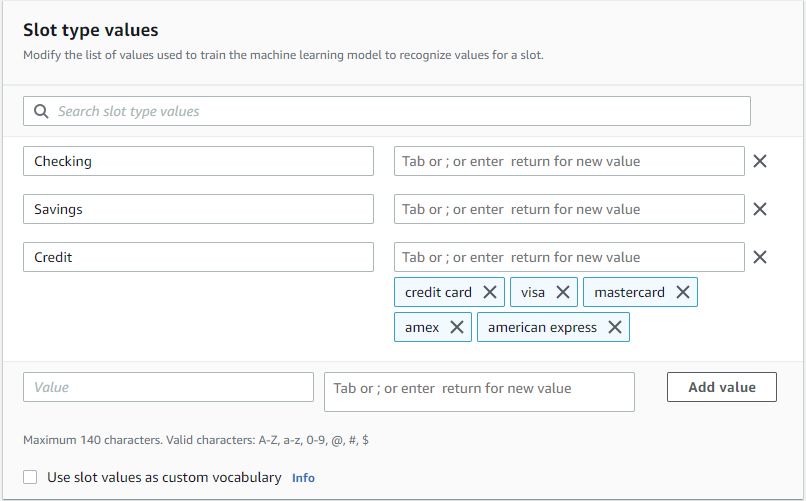 Slot type values
Modify the list of values used to train the machine learning model to recognize values for a slot.
Search slot type values
Checking
Tab or ; or enter return for new value
Savings
Tab or ; or enter return for new value
Credit
Tab or ; or enter return for new value
credit card
visa
mastercard
amex
american express
Value
Tab or ; or enter return for new value
Add value
Maximum 140 characters. Valid characters: A-Z, a-z, 0-9, @, #, $
Use slot values as custom vocabulary Info